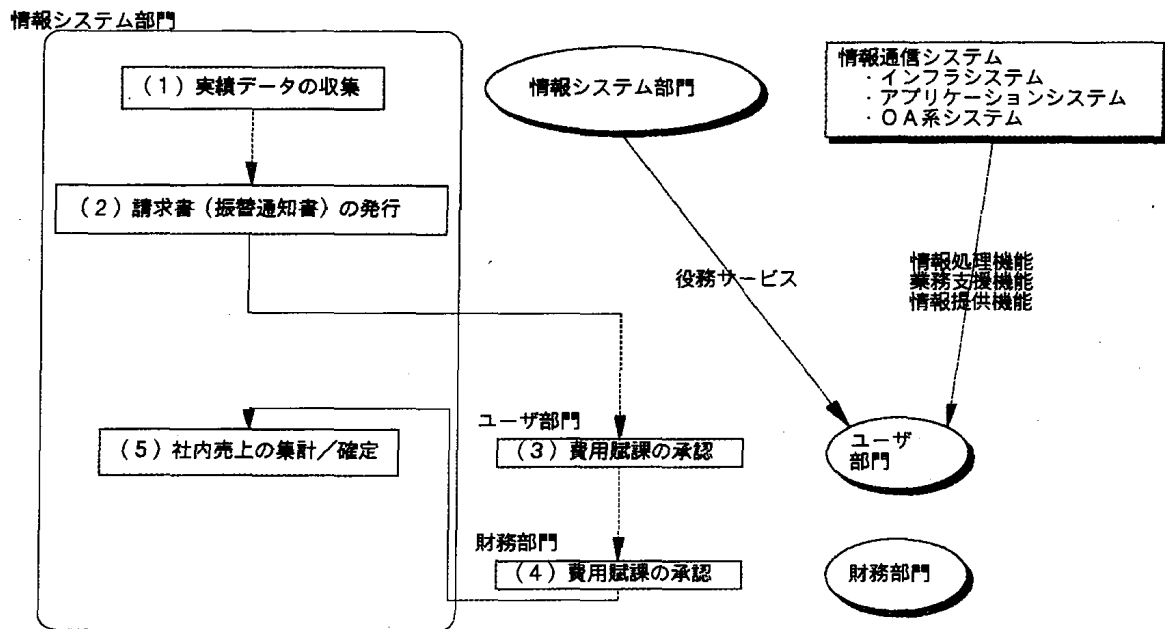 情報システム部門
(1)実績データの収集
(2)請求書(振替通知書)の発行
(5)社内売上の集計/確定
ユーザ部門
(3)費用賦課の承認
財務部門
(4)費用賦課の承認
情報システム部門
情報通信システム
・インフラシステム
・アプリケーションシステム
・OA系システム
役務サービス
情報処理機能
業務支援機能
情報提供機能
ユーザ
部門
財務部門